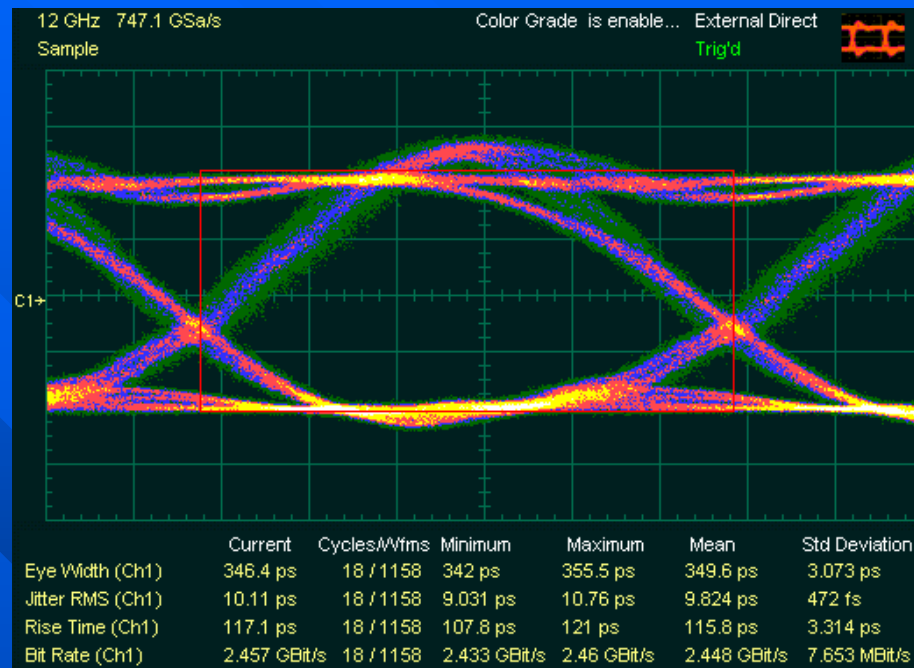 12 GHz 747.1 GSa/s Color Grade is enable... External Direct
Sample Trig'd
C1
Current Cycles/Wfms Minimum Maximum Mean Std Deviation
Eye Width (Ch1) 346.4 ps 18 / 1158 342 ps 355.5 ps 349.6 ps 3.073 ps
Jitter RMS (Ch1) 10.11 ps 18 / 1158 9.031 ps 10.76 ps 9.824 ps 472 fs
Rise Time (Ch1) 117.1 ps 18 / 1158 107.8 ps 121 ps 115.8 ps 3.314 ps
Bit Rate (Ch1) 2.457 GBit/s 18 / 1158 2.433 GBit/s 2.46 GBit/s 2.448 GBit/s 7.653 MBit/s